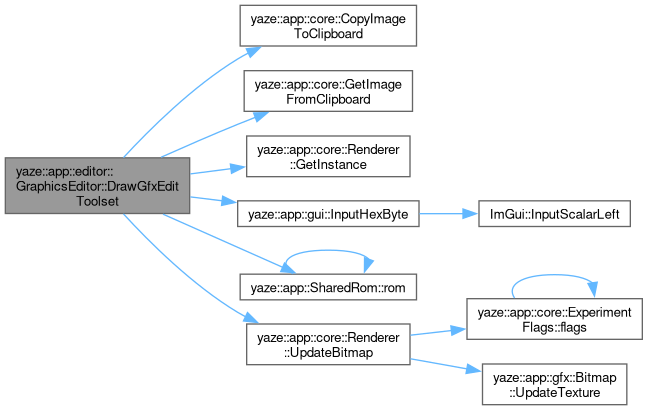 yaze::app::editor::
GraphicsEditor::DrawGfxEdit
Toolset
yaze::app::core::CopyImage
ToClipboard
yaze::app::core::GetImage
FromClipboard
yaze::app::core::Renderer
::GetInstance
yaze::app::gui::InputHexByte
ImGui::InputScalarLeft
yaze::app::SharedRom::rom
yaze::app::core::Renderer
::UpdateBitmap
yaze::app::core::Experiment
Flags::flags
yaze::app::gfx::Bitmap
::UpdateTexture